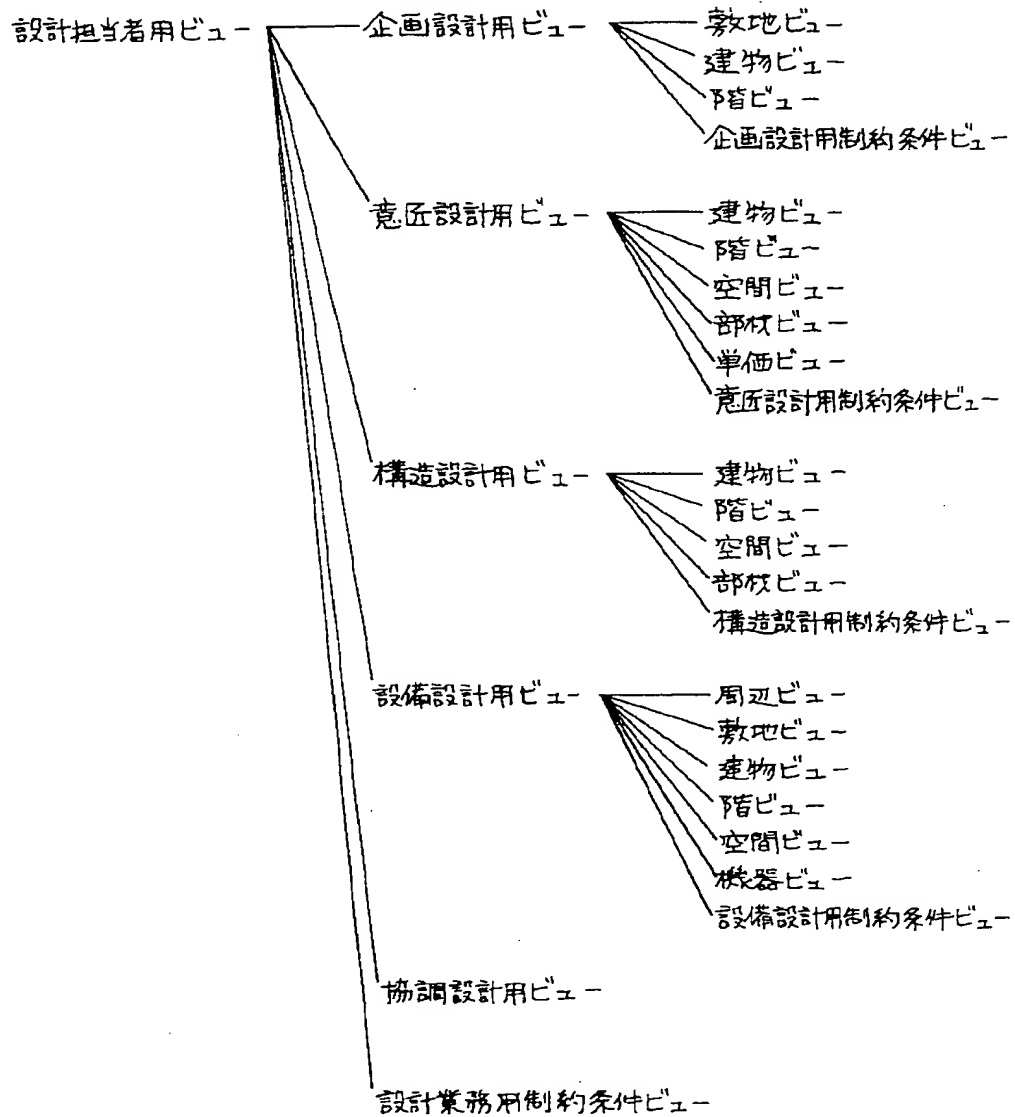 設計担当者用ビュー
企画設計用ビュー
敷地ビュー
建物ビュー
階ビュー
企画設計用制約条件ビュー
意匠設計用ビュー
建物ビュー
階ビュー
空間ビュー
部材ビュー
単価ビュー
意匠設計用制約条件ビュー
構造設計用ビュー
建物ビュー
階ビュー
空間ビュー
部材ビュー
構造設計用制約条件ビュー
設備設計用ビュー
周辺ビュー
敷地ビュー
建物ビュー
階ビュー
空間ビュー
機器ビュー
設備設計用制約条件ビュー
協調設計用ビュー
設計業務用制約条件ビュー